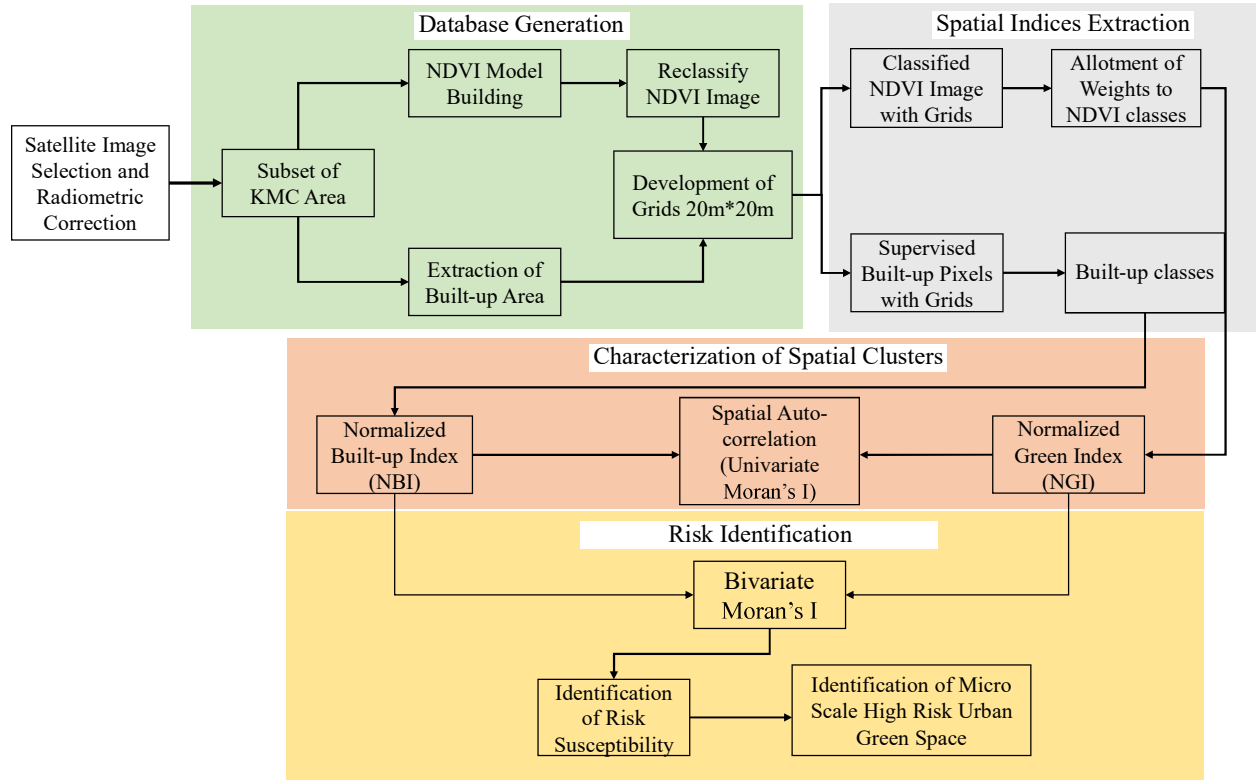 Database Generation
Spatial Indices Extraction
NDVI Model
Building
Reclassify
NDVI Image
Classified
NDVI Image
with Grids
Allotment of
Weights to
NDVI classes
Satellite Image
Selection and
Radiometric
Correction
Subset of
KMC Area
Development of
Grids 20m*20m
Extraction of
Built-up Area
Supervised
Built-up Pixels
with Grids
Built-up classes
Characterization of Spatial Clusters
Normalized
Built-up Index
(NBI)
Spatial Auto-
correlation
(Univariate
Moran's I)
Normalized
Green Index
(NGI)
Risk Identification
Bivariate
Moran's I
Identification
of Risk
Susceptibility
Identification of Micro
Scale High Risk Urban
Green Space